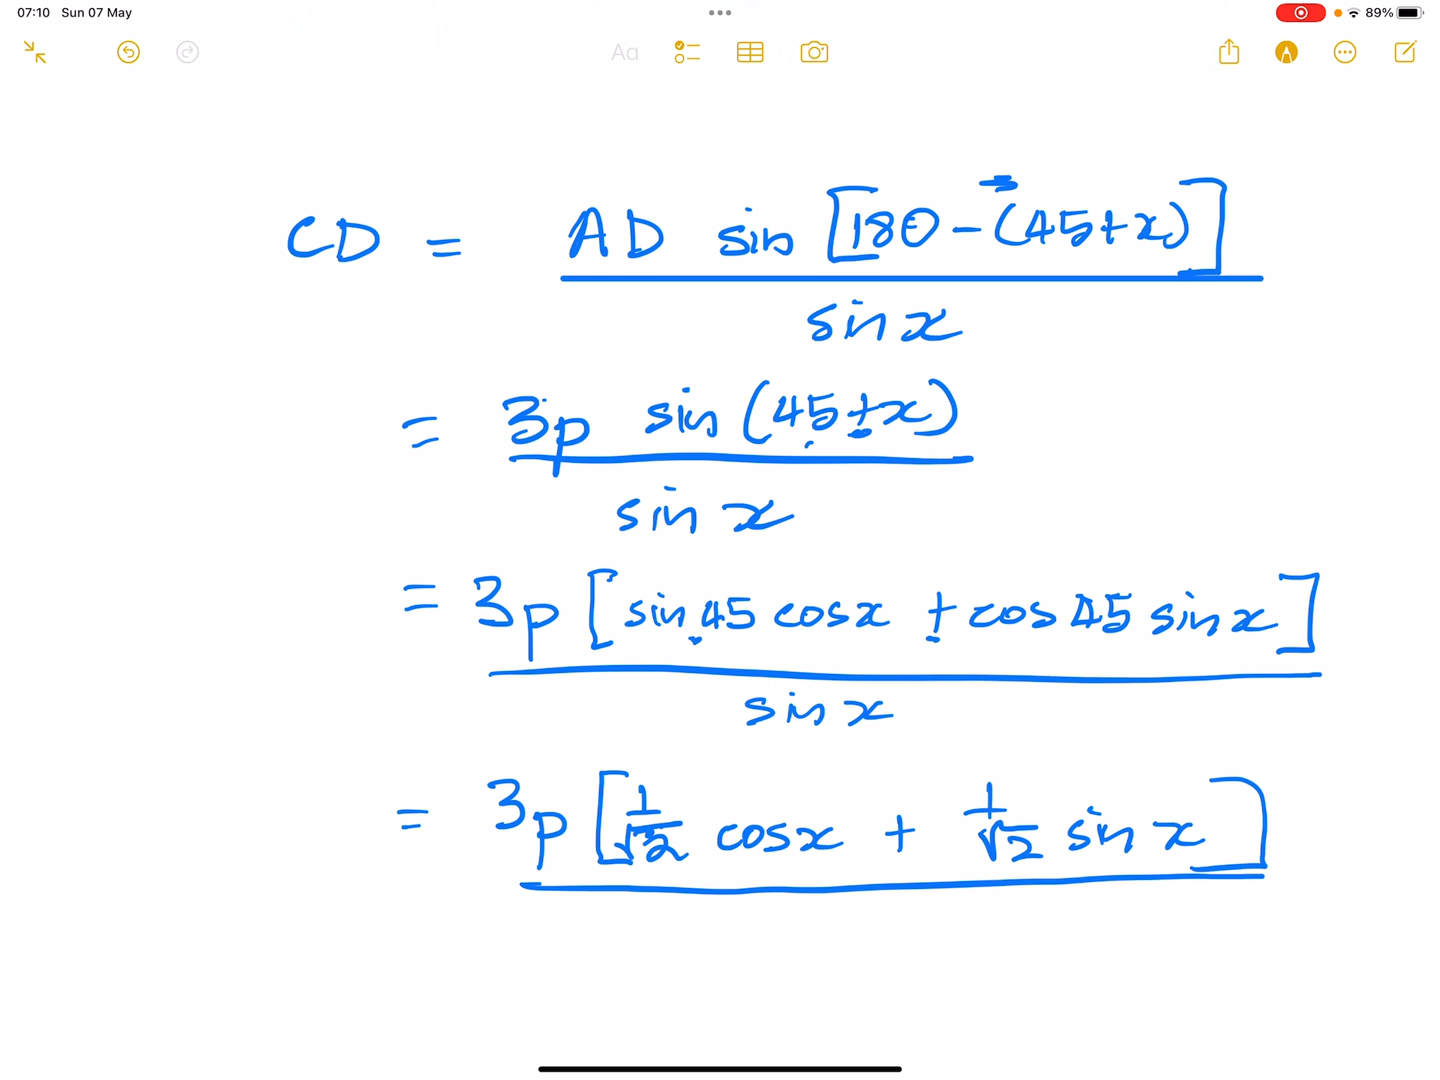 07:10 Sun 07 May
89%
Aa
CD = AD sin [180 - (45+x)]
sin x
= 3p sin (45+x)
sin x
= 3p [sin 45 cos x + cos 45 sin x]
sin x
= 3p [1/√2 cos x + 1/√2 sin x]